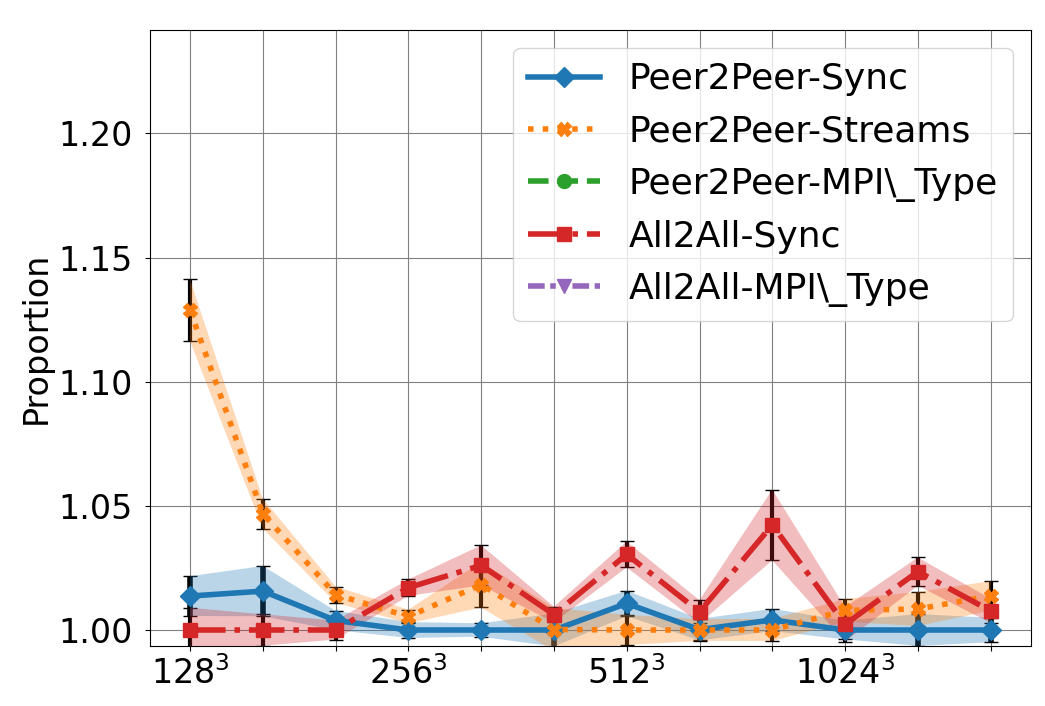 Peer2Peer-Sync
Peer2Peer-Streams
Peer2Peer-MPI\_Type
All2All-Sync
All2All-MPI\_Type
Proportion
1.20
1.15
1.10
1.05
1.00
128³ 256³ 512³ 1024³